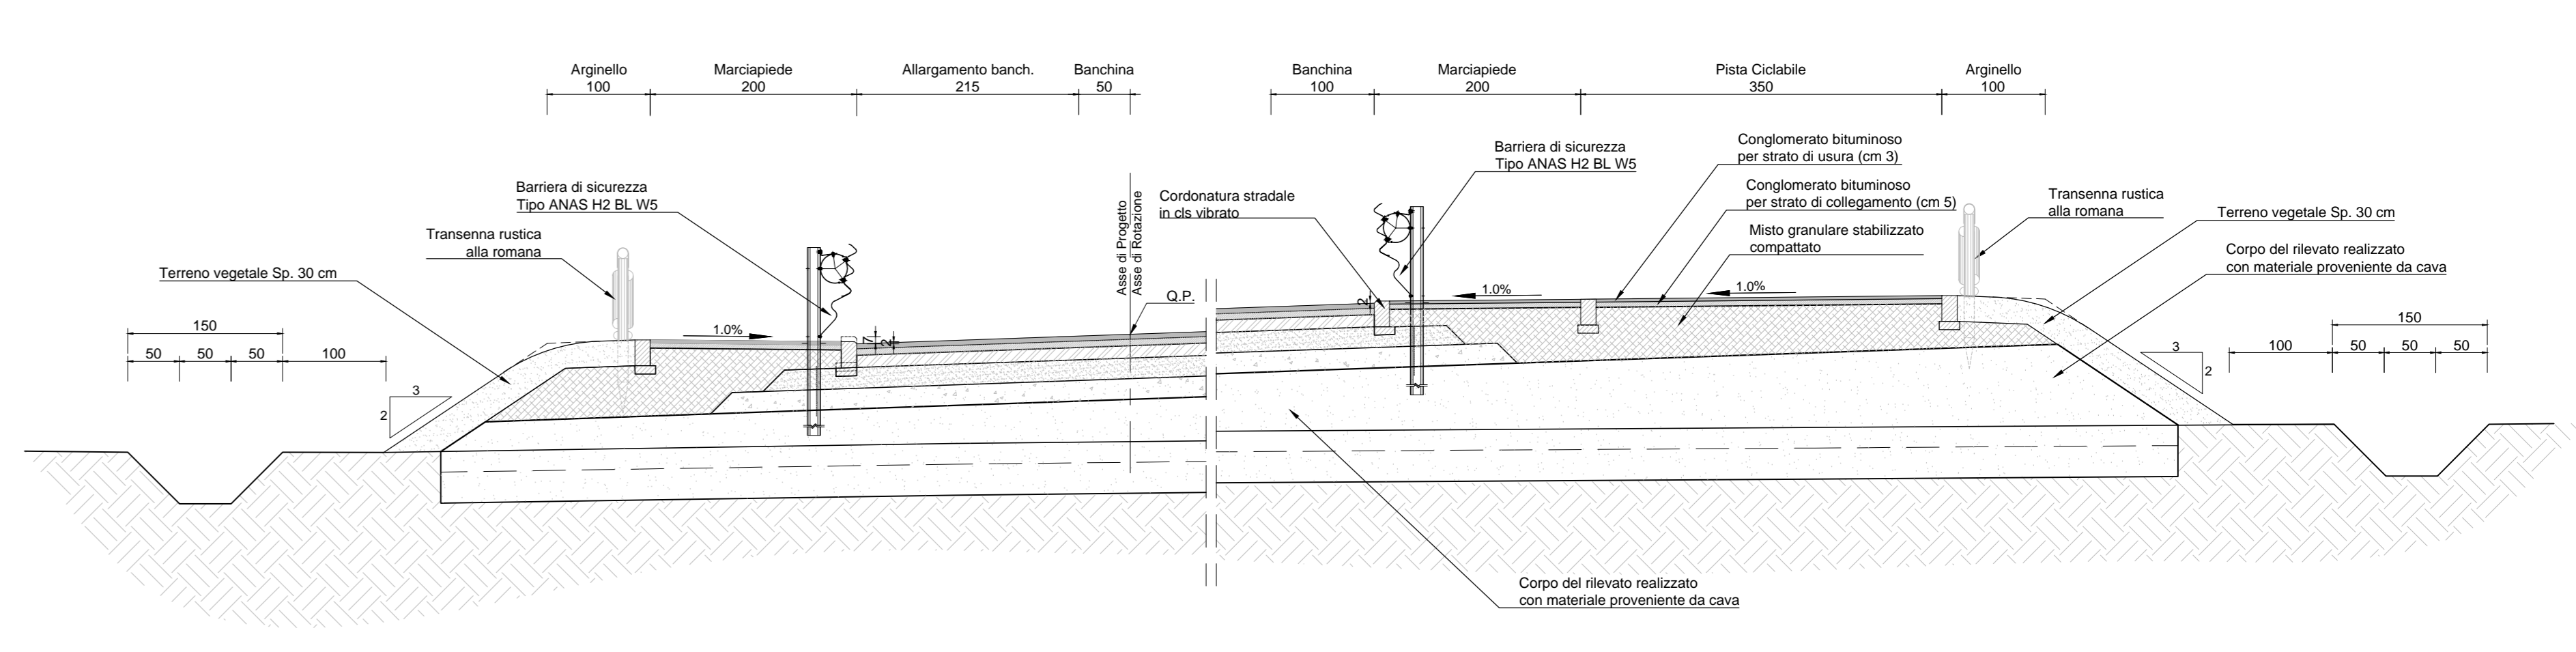 Arginello
100
Marciapiede
200
Allargamento banch.
215
Banchina
50
Banchina
100
Marciapiede
200
Pista Ciclabile
350
Arginello
100
Barriera di sicurezza
Tipo ANAS H2 BL W5
Transenna rustica
alla romana
Terreno vegetale Sp. 30 cm
150
50
50
50
100
3
2
1.0%
7
2
Asse di Progetto
Asse di Rotazione
Q.P.
Cordonatura stradale
in cls vibrato
2
Barriera di sicurezza
Tipo ANAS H2 BL W5
Conglomerato bituminoso
per strato di usura (cm 3)
Conglomerato bituminoso
per strato di collegamento (cm 5)
Misto granulare stabilizzato
compattato
1.0%
1.0%
Transenna rustica
alla romana
Terreno vegetale Sp. 30 cm
Corpo del rilevato realizzato
con materiale proveniente da cava
3
2
150
100
50
50
50
Corpo del rilevato realizzato
con materiale proveniente da cava